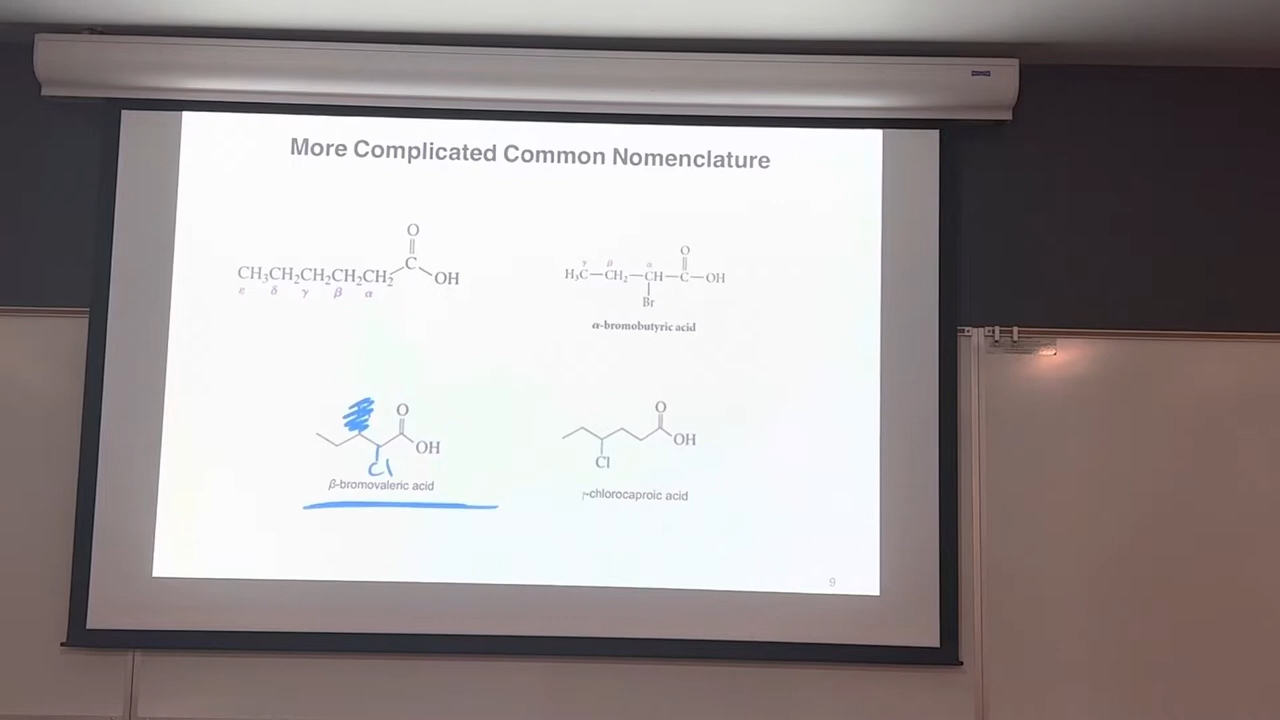 More Complicated Common Nomenclature
O
C
CH₃CH₂CH₂CH₂CH₂ OH
ε δ γ β α
O
γ β α
H₃C—CH₂—CH—C—OH
Br
α-bromobutyric acid
O
OH
Cl
β-bromovaleric acid
O
OH
Cl
γ-chlorocaproic acid
9